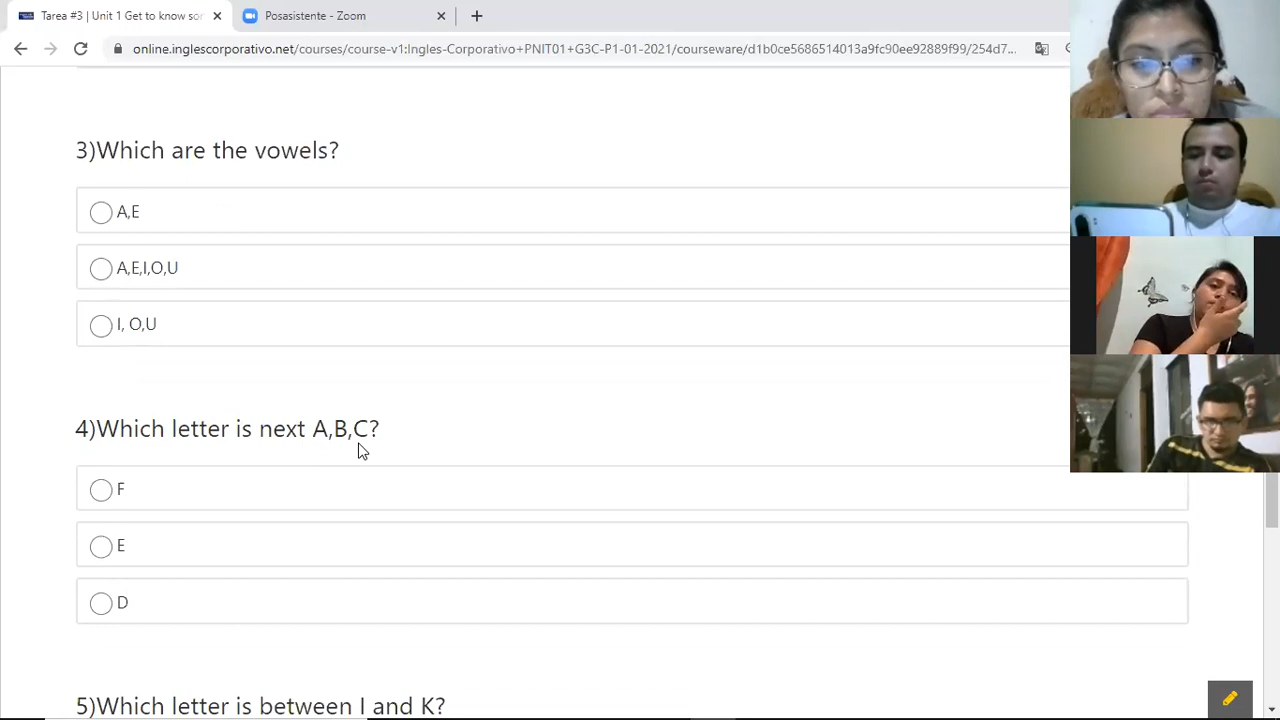 Tarea #3 | Unit 1 Get to know sor
Posasistente - Zoom
online.inglescorporativo.net/courses/course-v1:Ingles-Corporativo+PNIT01+G3C-P1-01-2021/courseware/d1b0ce5686514013a9fc90ee92889f99/254d7...
3)Which are the vowels?
A,E
A,E,I,O,U
I, O,U
4)Which letter is next A,B,C?
F
E
D
5)Which letter is between I and K?